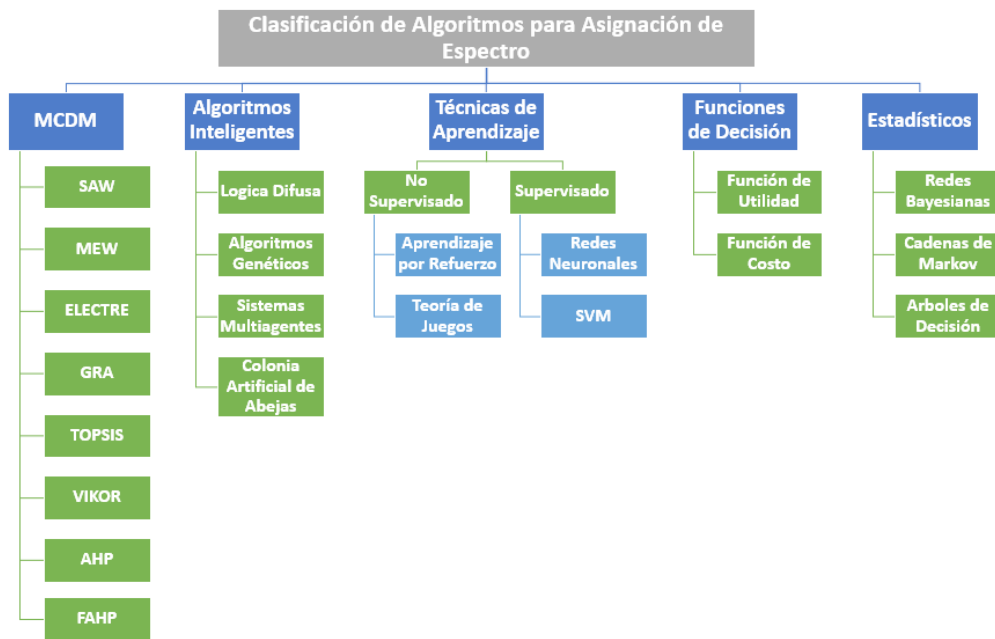 Clasificación de Algoritmos para Asignación de
Espectro
MCDM
SAW
MEW
ELECTRE
GRA
TOPSIS
VIKOR
AHP
FAHP
Algoritmos
Inteligentes
Logica Difusa
Algoritmos
Genéticos
Sistemas
Multiagentes
Colonia
Artificial de
Abejas
Técnicas de
Aprendizaje
No
Supervisado
Aprendizaje
por Refuerzo
Teoría de
Juegos
Supervisado
Redes
Neuronales
SVM
Funciones
de Decisión
Función de
Utilidad
Función de
Costo
Estadísticos
Redes
Bayesianas
Cadenas de
Markov
Arboles de
Decisión